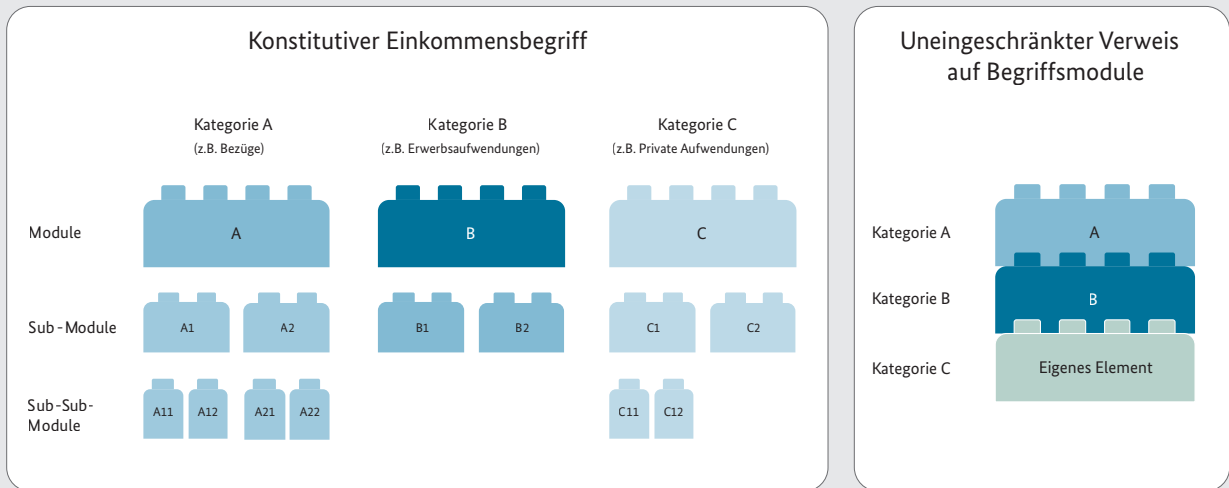 Konstitutiver Einkommensbegriff
Kategorie A
(z.B. Bezüge)
Kategorie B
(z.B. Erwerbsaufwendungen)
Kategorie C
(z.B. Private Aufwendungen)
Module
A
B
C
Sub-Module
A1
A2
B1
B2
C1
C2
Sub-Sub-
Module
A11
A12
A21
A22
C11
C12
Uneingeschränkter Verweis
auf Begriffsmodule
Kategorie A
A
Kategorie B
B
Kategorie C
Eigenes Element